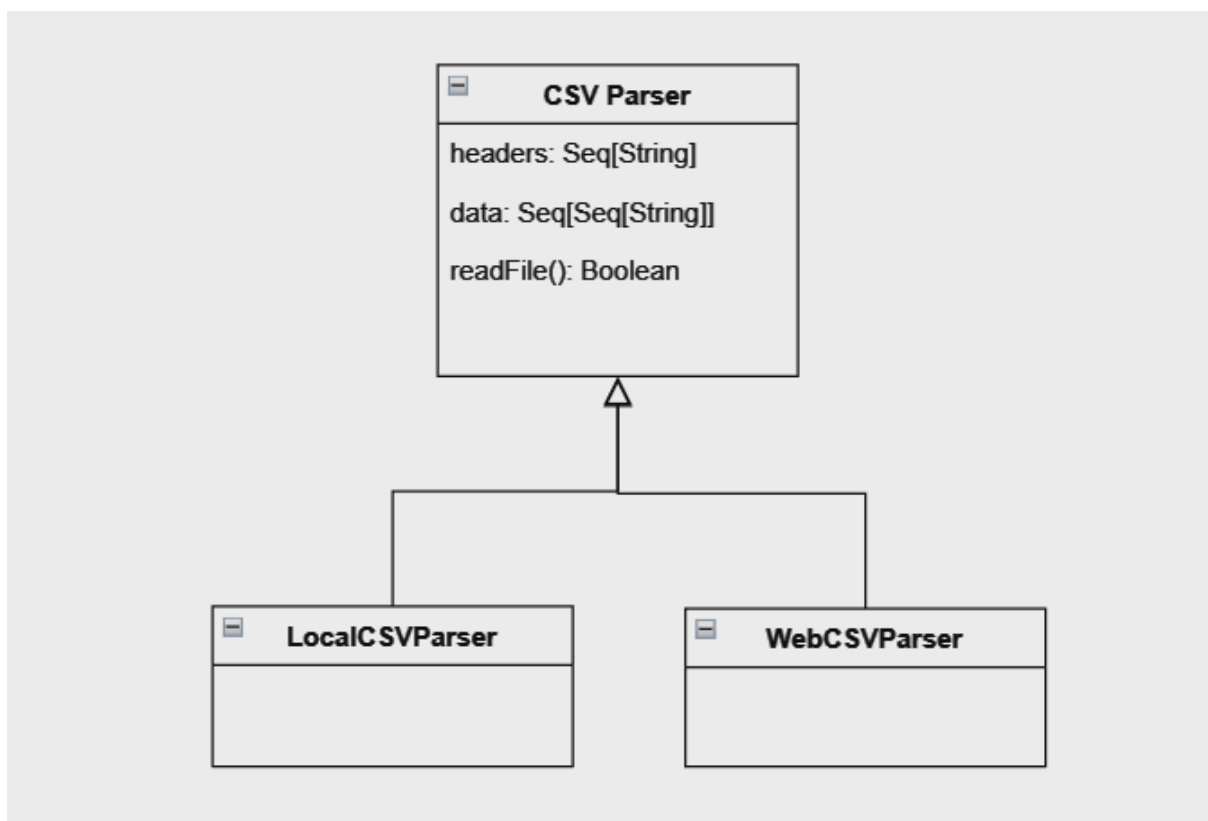 CSV Parser
headers: Seq[String]
data: Seq[Seq[String]]
readFile(): Boolean
LocalCSVParser
WebCSVParser